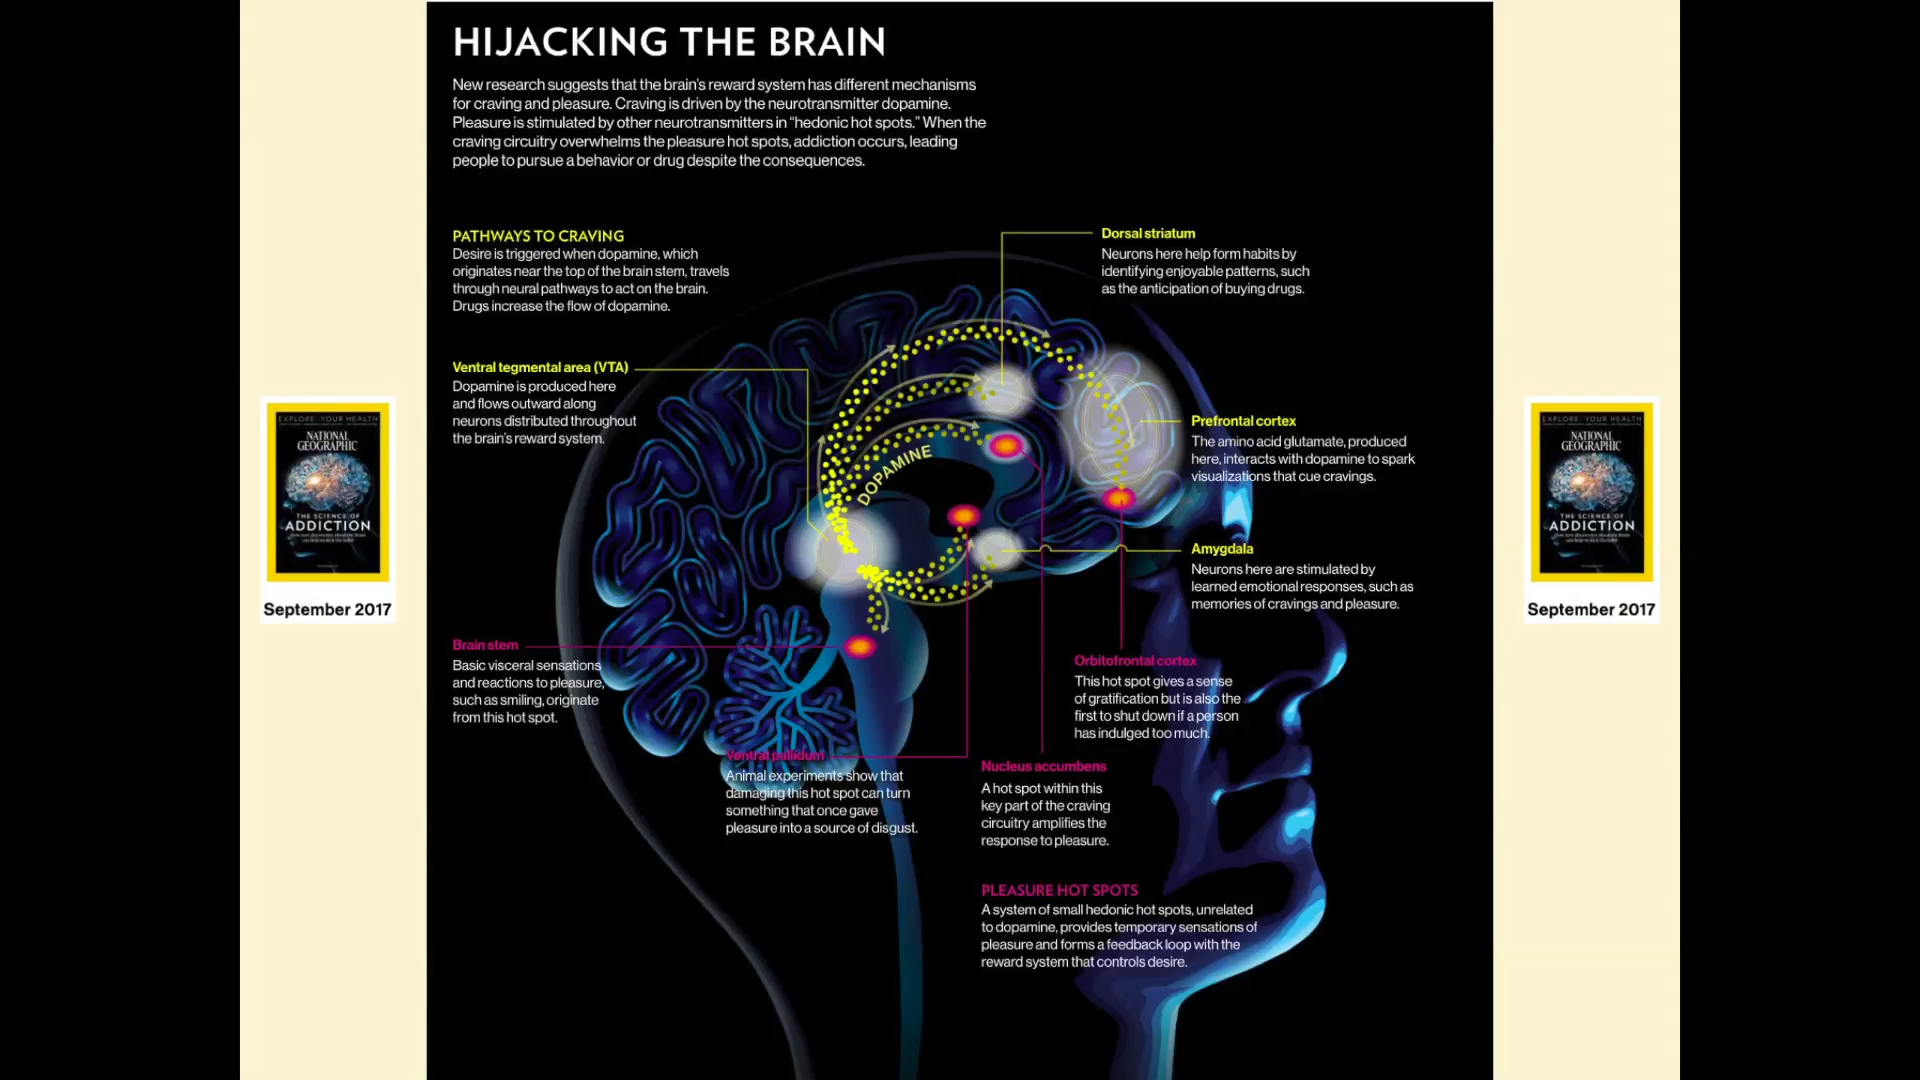 HIJACKING THE BRAIN
New research suggests that the brain's reward system has different mechanisms
for craving and pleasure. Craving is driven by the neurotransmitter dopamine.
Pleasure is stimulated by other neurotransmitters in "hedonic hot spots." When the
craving circuitry overwhelms the pleasure hot spots, addiction occurs, leading
people to pursue a behavior or drug despite the consequences.
PATHWAYS TO CRAVING
Desire is triggered when dopamine, which
originates near the top of the brain stem, travels
through neural pathways to act on the brain.
Drugs increase the flow of dopamine.
Dorsal striatum
Neurons here help form habits by
identifying enjoyable patterns, such
as the anticipation of buying drugs.
Ventral tegmental area (VTA)
Dopamine is produced here
and flows outward along
neurons distributed throughout
the brain's reward system.
DOPAMINE
Prefrontal cortex
The amino acid glutamate, produced
here, interacts with dopamine to spark
visualizations that cue cravings.
Amygdala
Neurons here are stimulated by
learned emotional responses, such as
memories of cravings and pleasure.
Brain stem
Basic visceral sensations
and reactions to pleasure,
such as smiling, originate
from this hot spot.
Orbitofrontal cortex
This hot spot gives a sense
of gratification but is also the
first to shut down if a person
has indulged too much.
Ventral pallidum
Animal experiments show that
damaging this hot spot can turn
something that once gave
pleasure into a source of disgust.
Nucleus accumbens
A hot spot within this
key part of the craving
circuitry amplifies the
response to pleasure.
PLEASURE HOT SPOTS
A system of small hedonic hot spots, unrelated
to dopamine, provides temporary sensations of
pleasure and forms a feedback loop with the
reward system that controls desire.
EXPLORE YOUR HEALTH
NATIONAL
GEOGRAPHIC
THE SCIENCE OF
ADDICTION
September 2017
EXPLORE YOUR HEALTH
NATIONAL
GEOGRAPHIC
THE SCIENCE OF
ADDICTION
September 2017